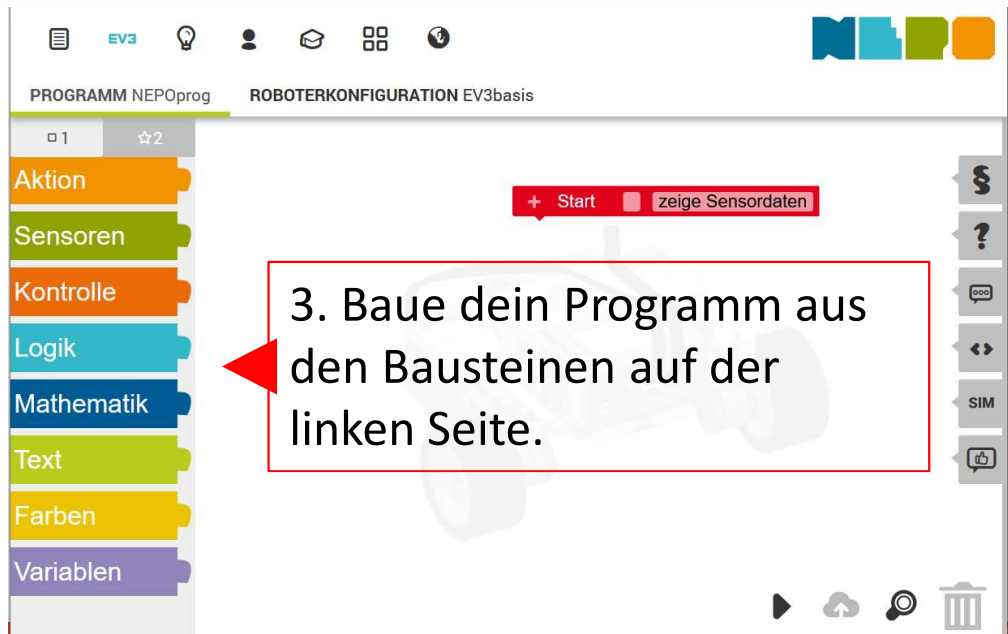 EV3
NEPO
PROGRAMM NEPOprog
ROBOTERKONFIGURATION EV3basis
1
2
Aktion
Sensoren
Kontrolle
Logik
Mathematik
Text
Farben
Variablen
+ Start zeige Sensordaten
3. Baue dein Programm aus
den Bausteinen auf der
linken Seite.
§
?
SIM